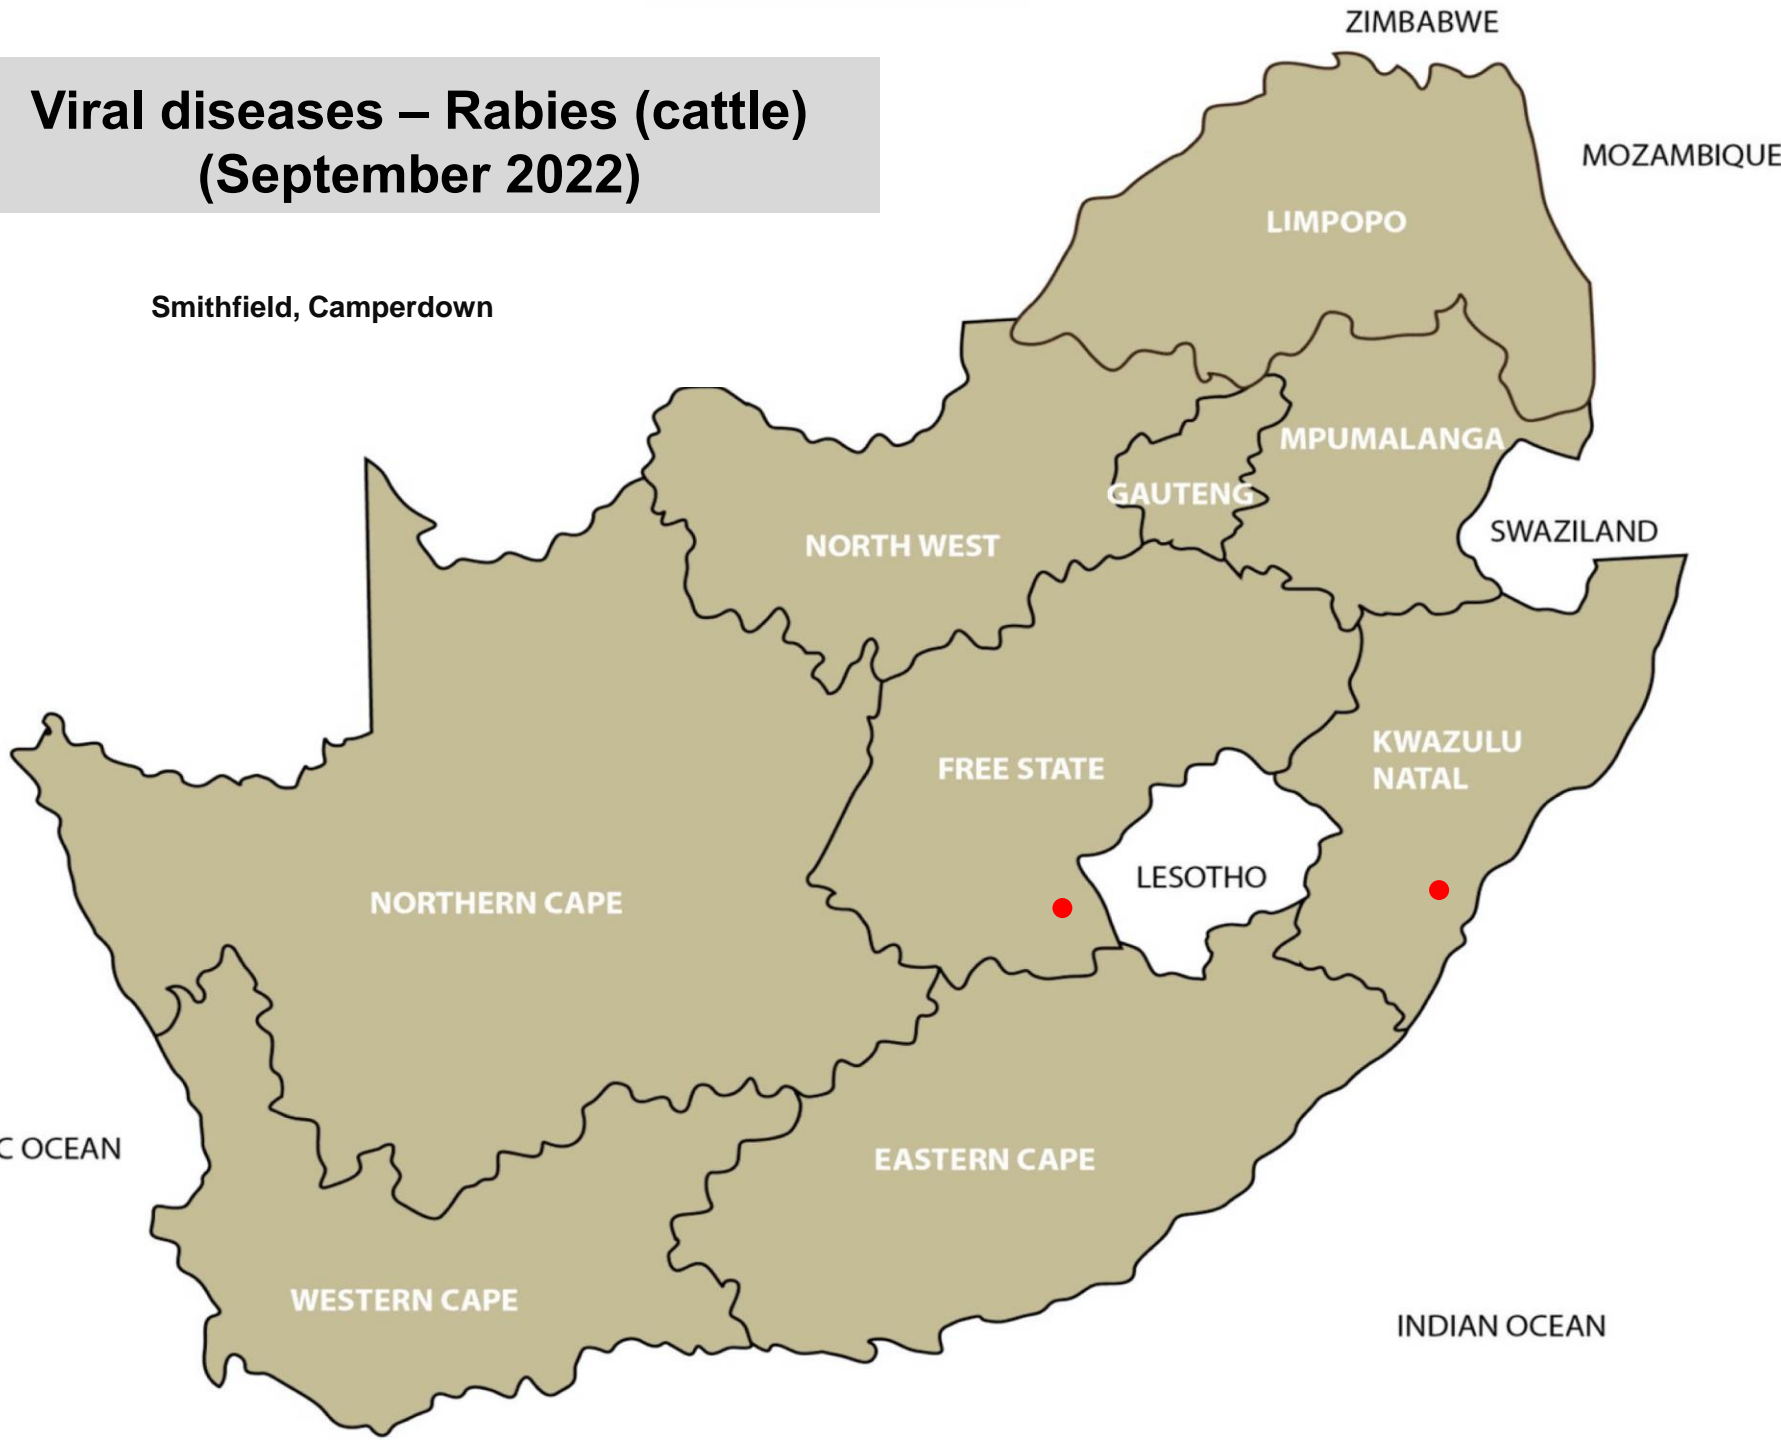 ZIMBABWE
Viral diseases – Rabies (cattle)
(September 2022)
MOZAMBIQUE
LIMPOPO
Smithfield, Camperdown
MPUMALANGA
GAUTENG
SWAZILAND
NORTH WEST
KWAZULU
NATAL
FREE STATE
LESOTHO
NORTHERN CAPE
C OCEAN
EASTERN CAPE
WESTERN CAPE
INDIAN OCEAN